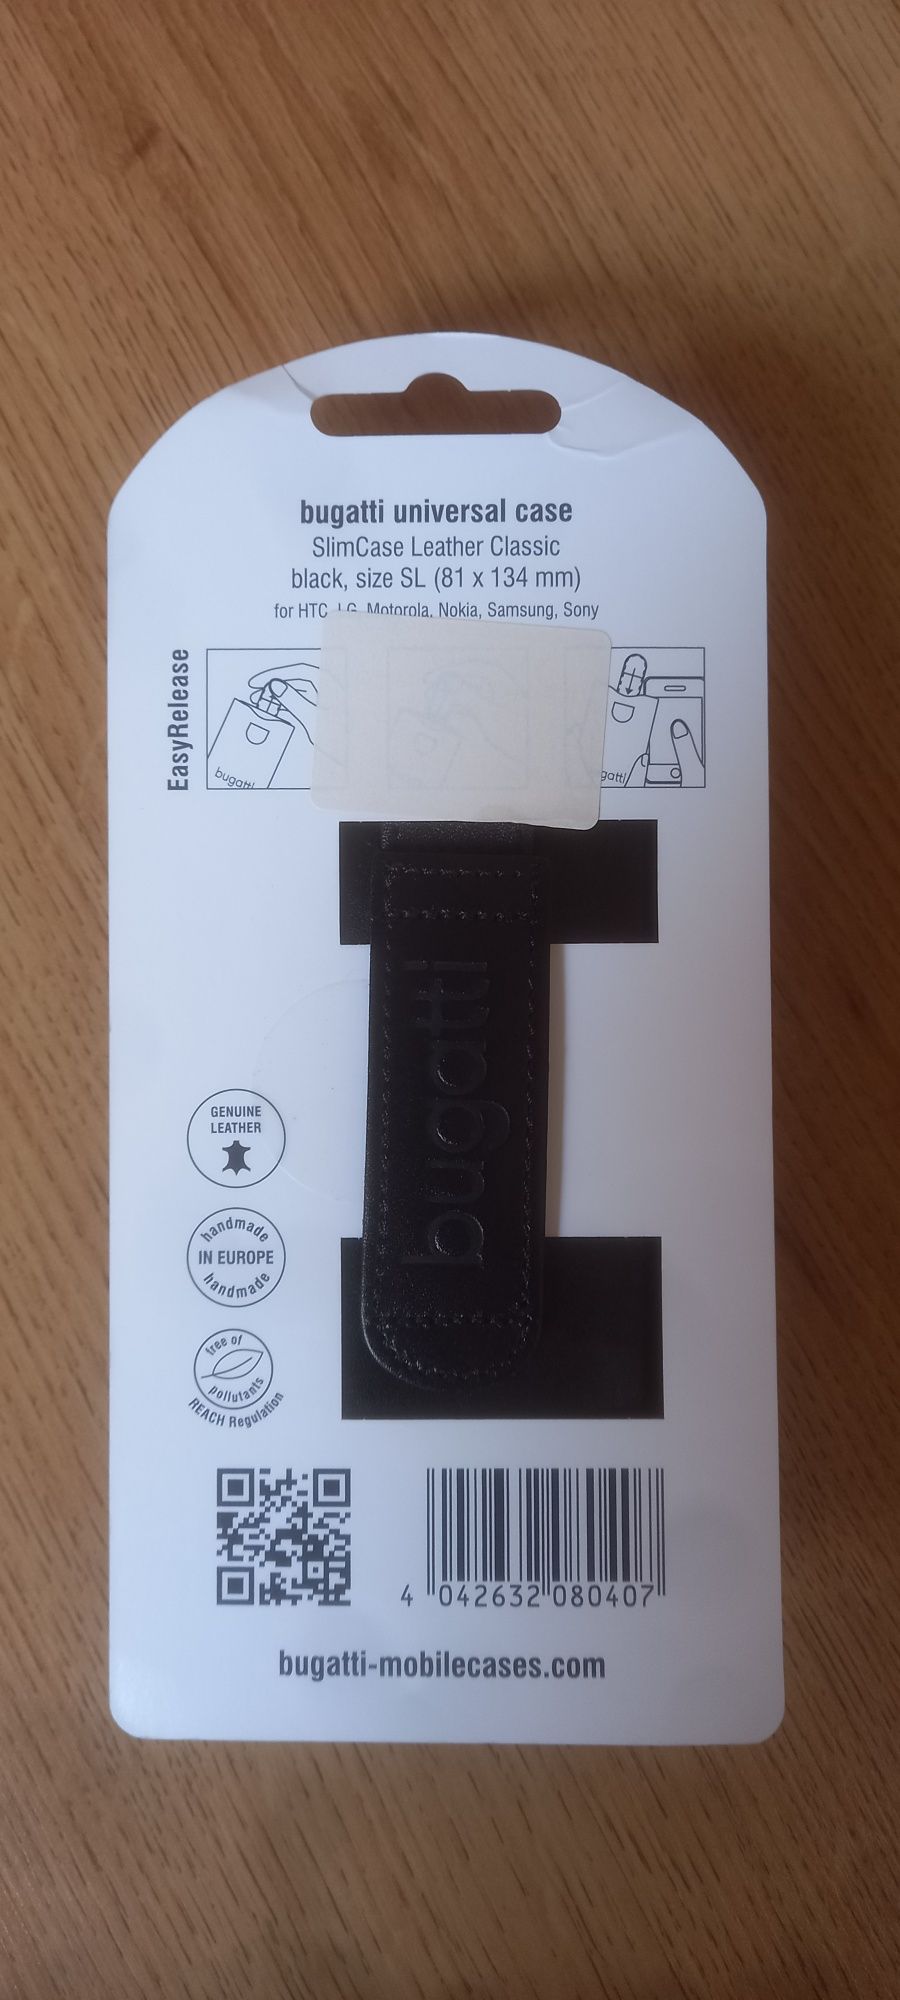 bugatti universal case
SlimCase Leather Classic
black, size SL (81 x 134 mm)
for HTC, LG, Motorola, Nokia, Samsung, Sony
EasyRelease
bugatti
gatti
bugatti
GENUINE
LEATHER
handmade
IN EUROPE
handmade
free of
pollutants
REACH Regulation
4 042632 080407
bugatti-mobilecases.com